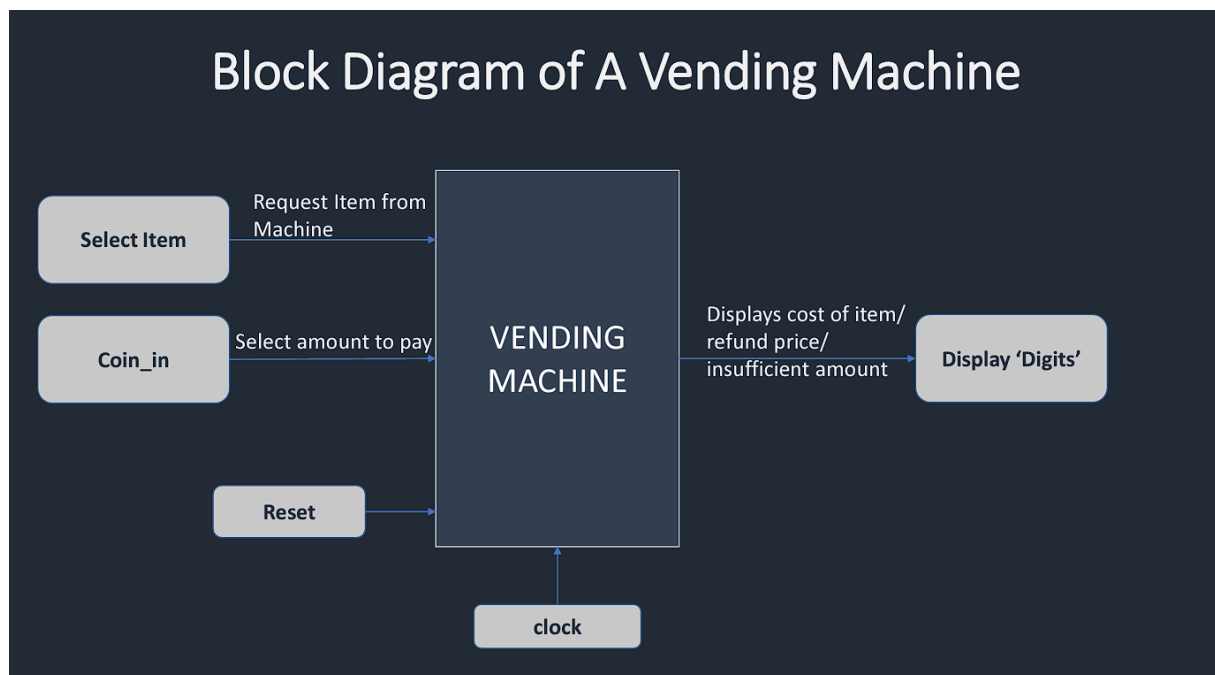 Block Diagram of A Vending Machine
Select Item
Request Item from
Machine
Coin_in
Select amount to pay
VENDING
MACHINE
Displays cost of item/
refund price/
insufficient amount
Display ‘Digits’
Reset
clock